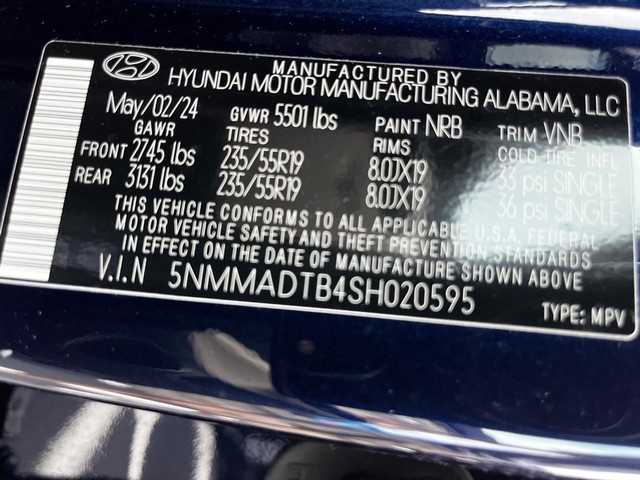 MANUFACTURED BY
HYUNDAI MOTOR MANUFACTURING ALABAMA, LLC
May/02/24 GVWR 5501 lbs PAINT NRB TRIM VNB
GAWR TIRES RIMS COLD TIRE INFL
FRONT 2745 lbs 235/55R19 8.0JX19 33 psi SINGLE
REAR 3131 lbs 235/55R19 8.0JX19 36 psi SINGLE
THIS VEHICLE CONFORMS TO ALL APPLICABLE U.S.A. FEDERAL
MOTOR VEHICLE SAFETY AND THEFT PREVENTION STANDARDS
IN EFFECT ON THE DATE OF MANUFACTURE SHOWN ABOVE
V.I.N 5NMMADTB4SH020595 TYPE: MPV